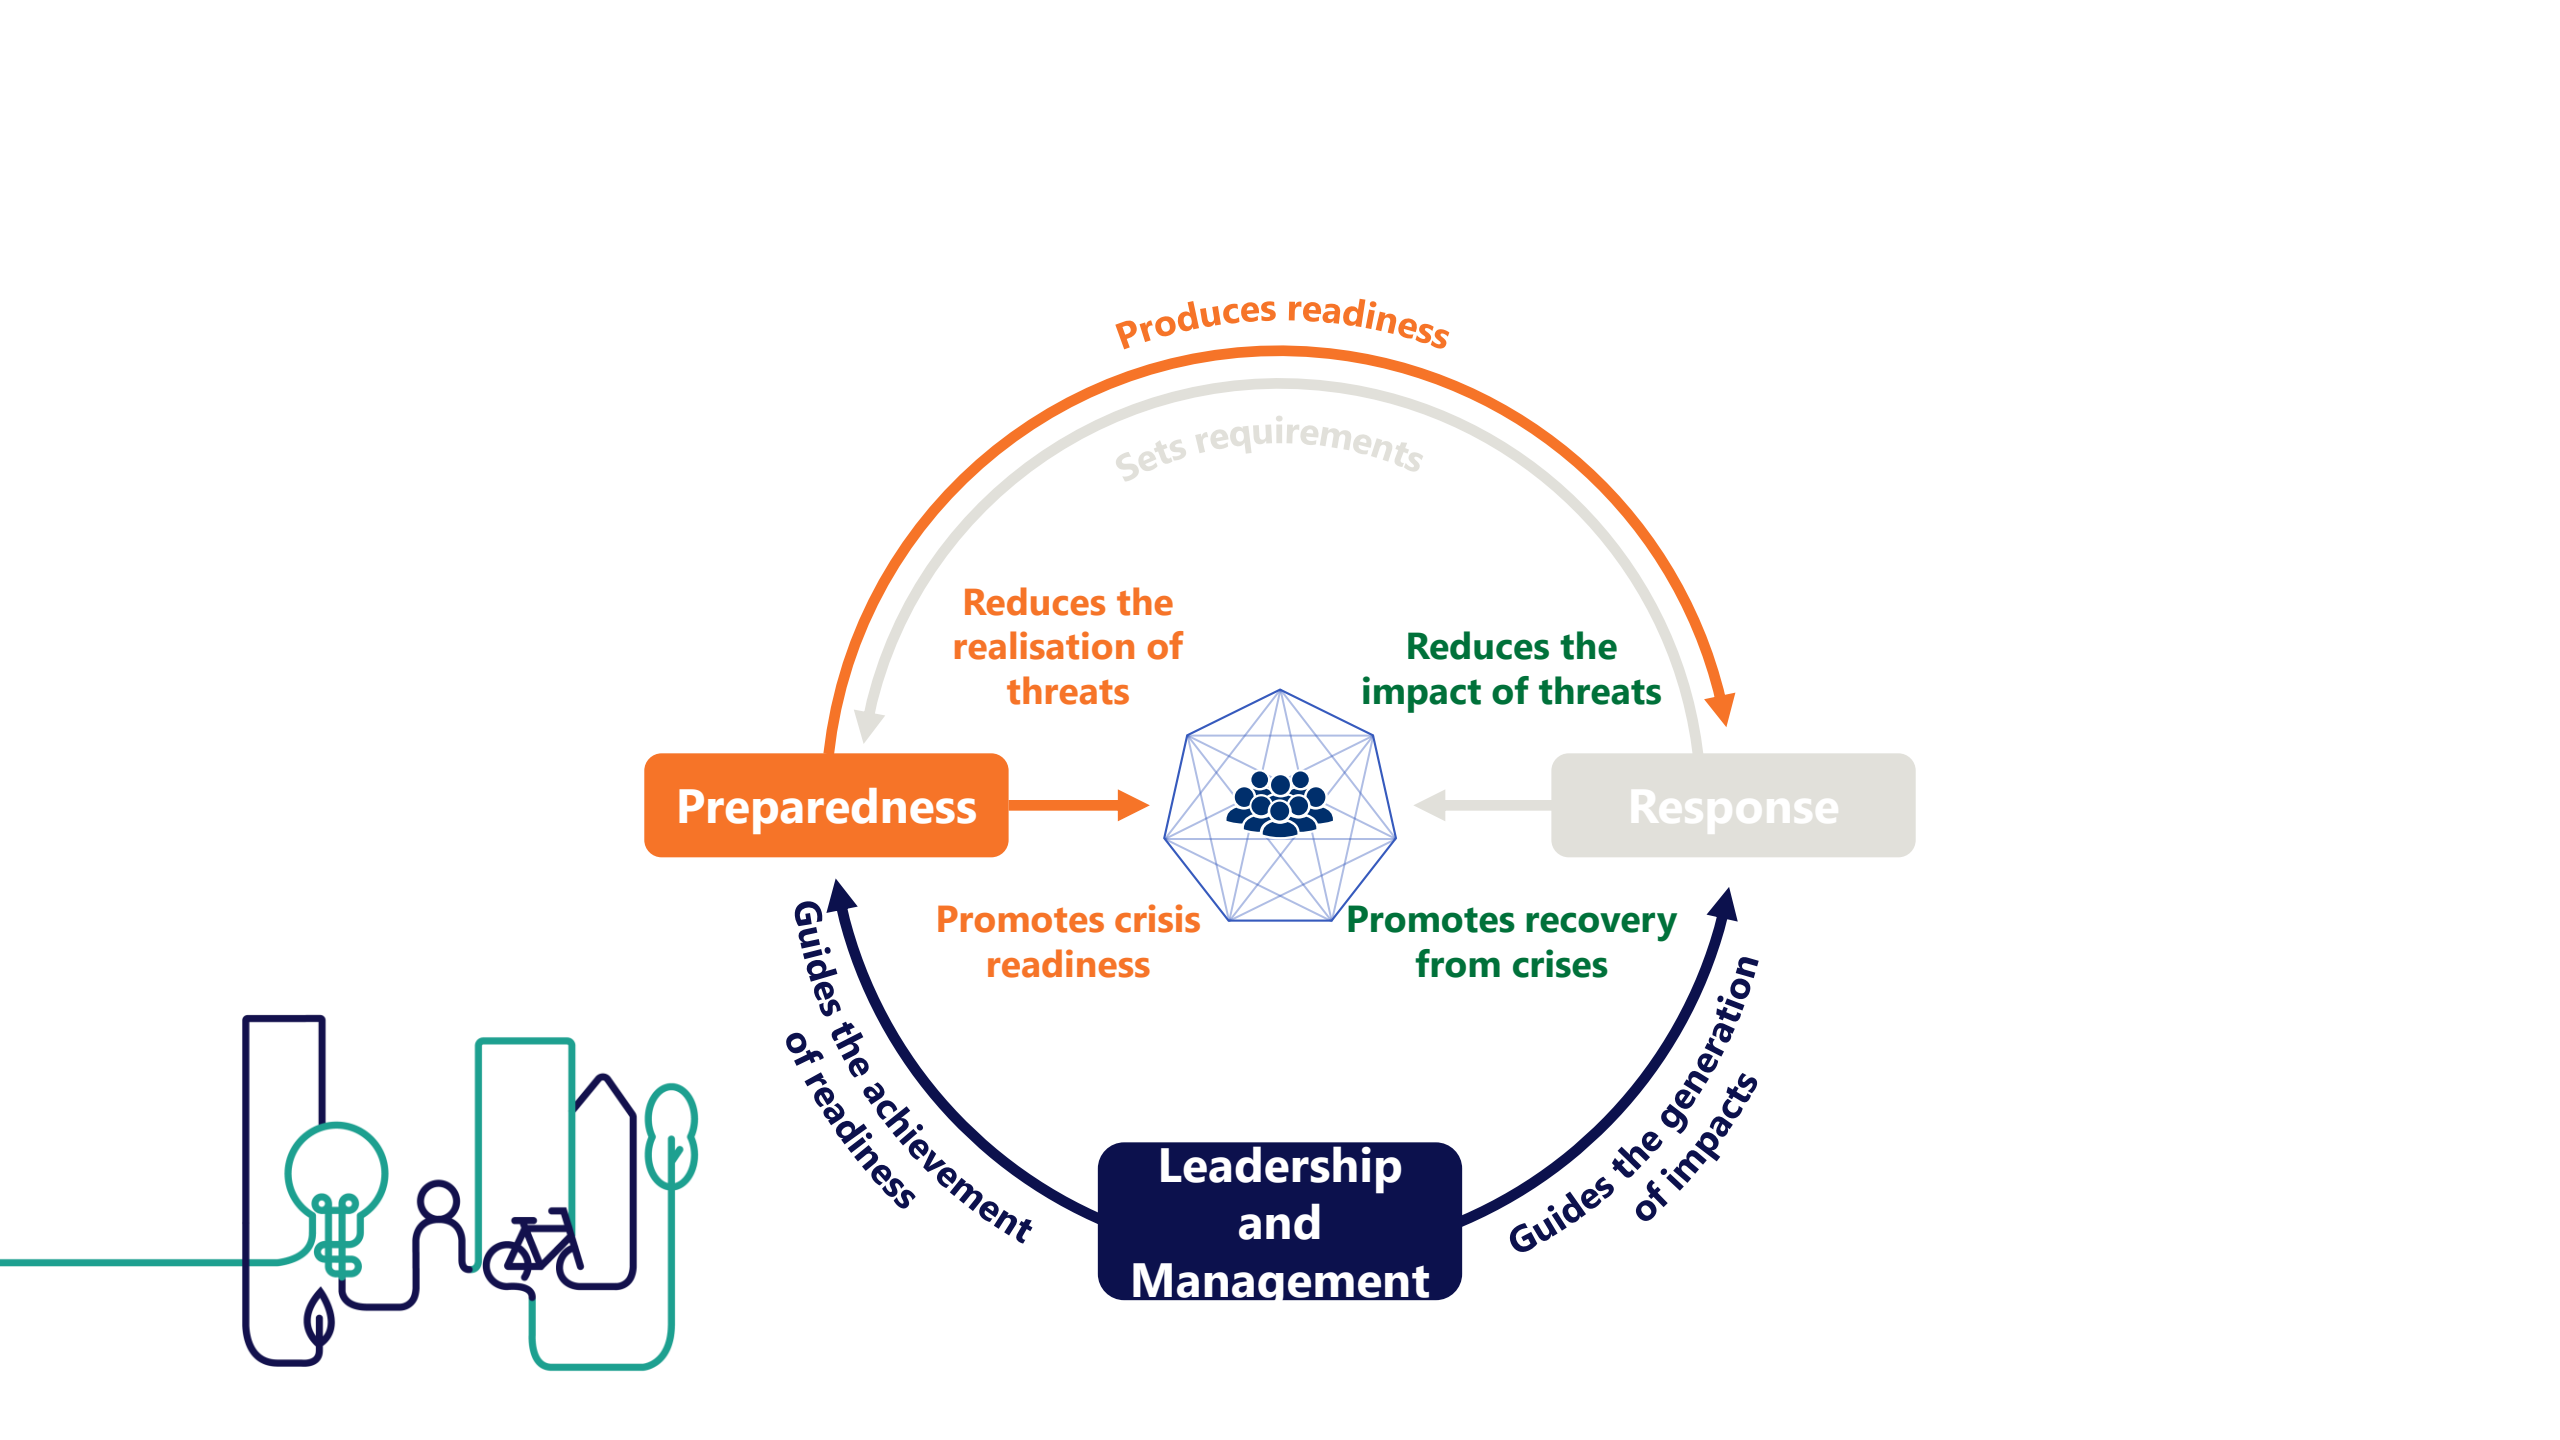 Produces readiness
Sets requirements
Reduces the
realisation of
threats
Reduces the
impact of threats
Preparedness
Response
Promotes crisis
readiness
Promotes recovery
from crises
Guides the achievement
of readiness
Guides the generation
of impacts
Leadership
and
Management